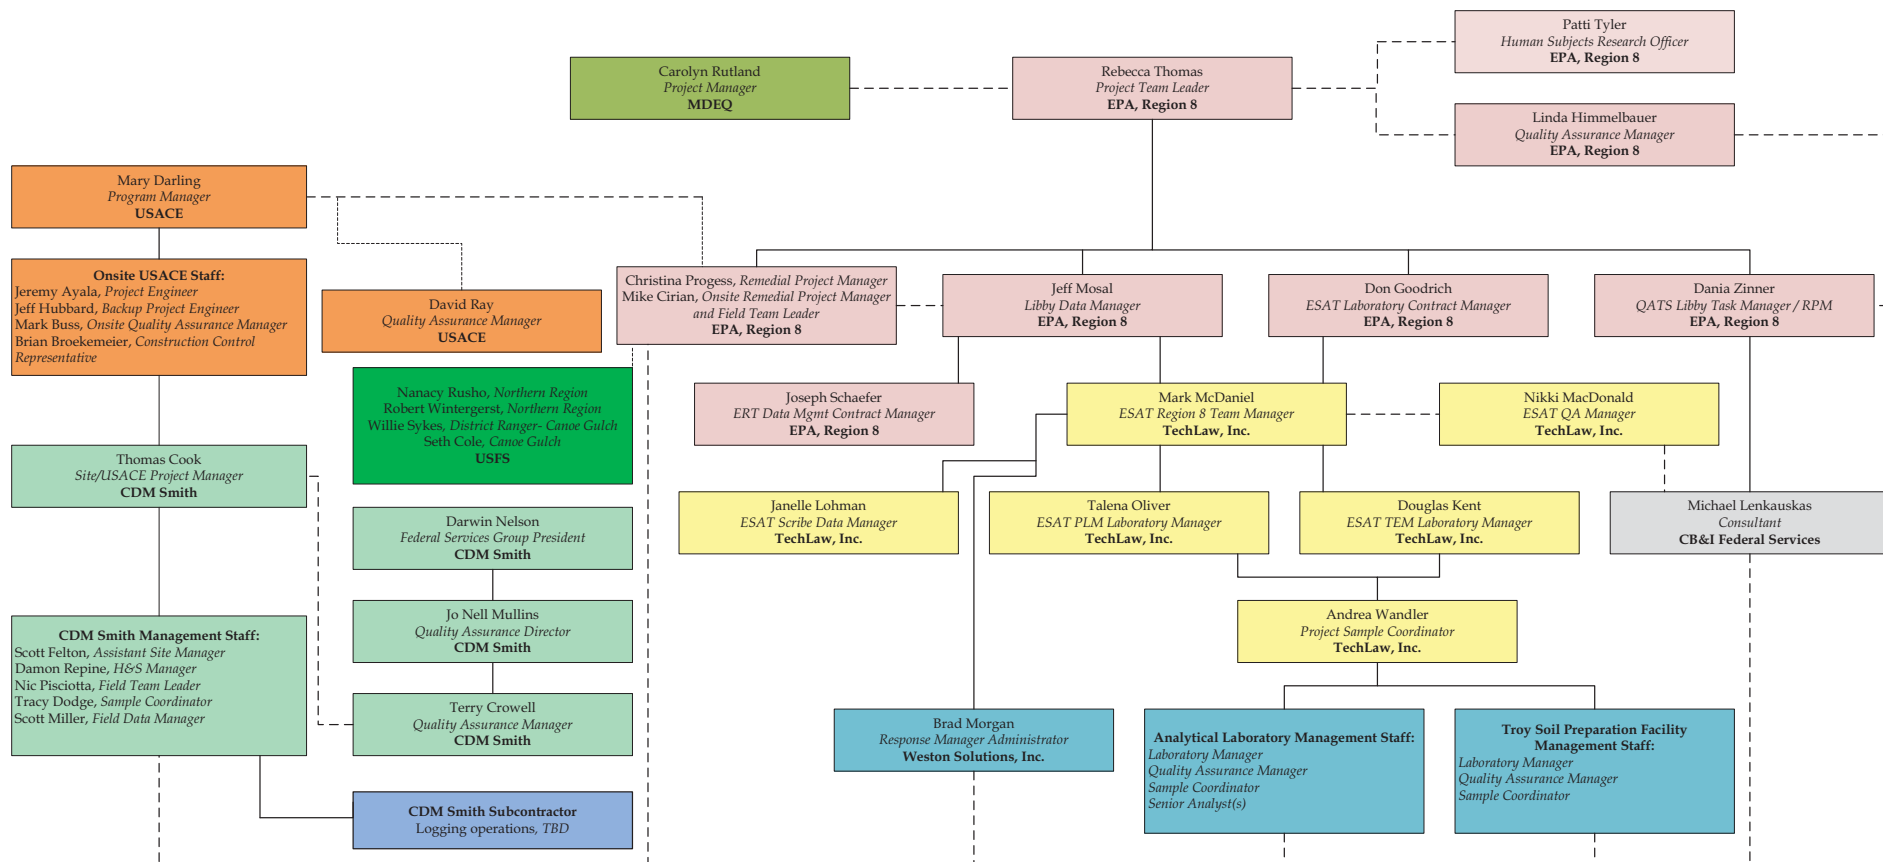 Patti Tyler
Human Subjects Research Officer
EPA, Region 8
Carolyn Rutland
Project Manager
MDEQ
Rebecca Thomas
Project Team Leader
EPA, Region 8
Linda Himmelbauer
Quality Assurance Manager
EPA, Region 8
Mary Darling
Program Manager
USACE
Onsite USACE Staff:
Jeremy Ayala, Project Engineer
Jeff Hubbard, Backup Project Engineer
Mark Buss, Onsite Quality Assurance Manager
Brian Broekemeier, Construction Control
Representative
David Ray
Quality Assurance Manager
USACE
Christina Progess, Remedial Project Manager
Mike Cirian, Onsite Remedial Project Manager
and Field Team Leader
EPA, Region 8
Jeff Mosal
Libby Data Manager
EPA, Region 8
Don Goodrich
ESAT Laboratory Contract Manager
EPA, Region 8
Dania Zinner
QATS Libby Task Manager / RPM
EPA, Region 8
Nanacy Rusho, Northern Region
Robert Wintergerst, Northern Region
Willie Sykes, District Ranger- Canoe Gulch
Seth Cole, Canoe Gulch
USFS
Joseph Schaefer
ERT Data Mgmt Contract Manager
EPA, Region 8
Mark McDaniel
ESAT Region 8 Team Manager
TechLaw, Inc.
Nikki MacDonald
ESAT QA Manager
TechLaw, Inc.
Thomas Cook
Site/USACE Project Manager
CDM Smith
Darwin Nelson
Federal Services Group President
CDM Smith
Janelle Lohman
ESAT Scribe Data Manager
TechLaw, Inc.
Talena Oliver
ESAT PLM Laboratory Manager
TechLaw, Inc.
Douglas Kent
ESAT TEM Laboratory Manager
TechLaw, Inc.
Michael Lenkauskas
Consultant
CB&I Federal Services
Jo Nell Mullins
Quality Assurance Director
CDM Smith
Andrea Wandler
Project Sample Coordinator
TechLaw, Inc.
CDM Smith Management Staff:
Scott Felton, Assistant Site Manager
Damon Repine, H&S Manager
Nic Pisciotta, Field Team Leader
Tracy Dodge, Sample Coordinator
Scott Miller, Field Data Manager
Terry Crowell
Quality Assurance Manager
CDM Smith
Brad Morgan
Response Manager Administrator
Weston Solutions, Inc.
Analytical Laboratory Management Staff:
Laboratory Manager
Quality Assurance Manager
Sample Coordinator
Senior Analyst(s)
Troy Soil Preparation Facility
Management Staff:
Laboratory Manager
Quality Assurance Manager
Sample Coordinator
CDM Smith Subcontractor
Logging operations, TBD